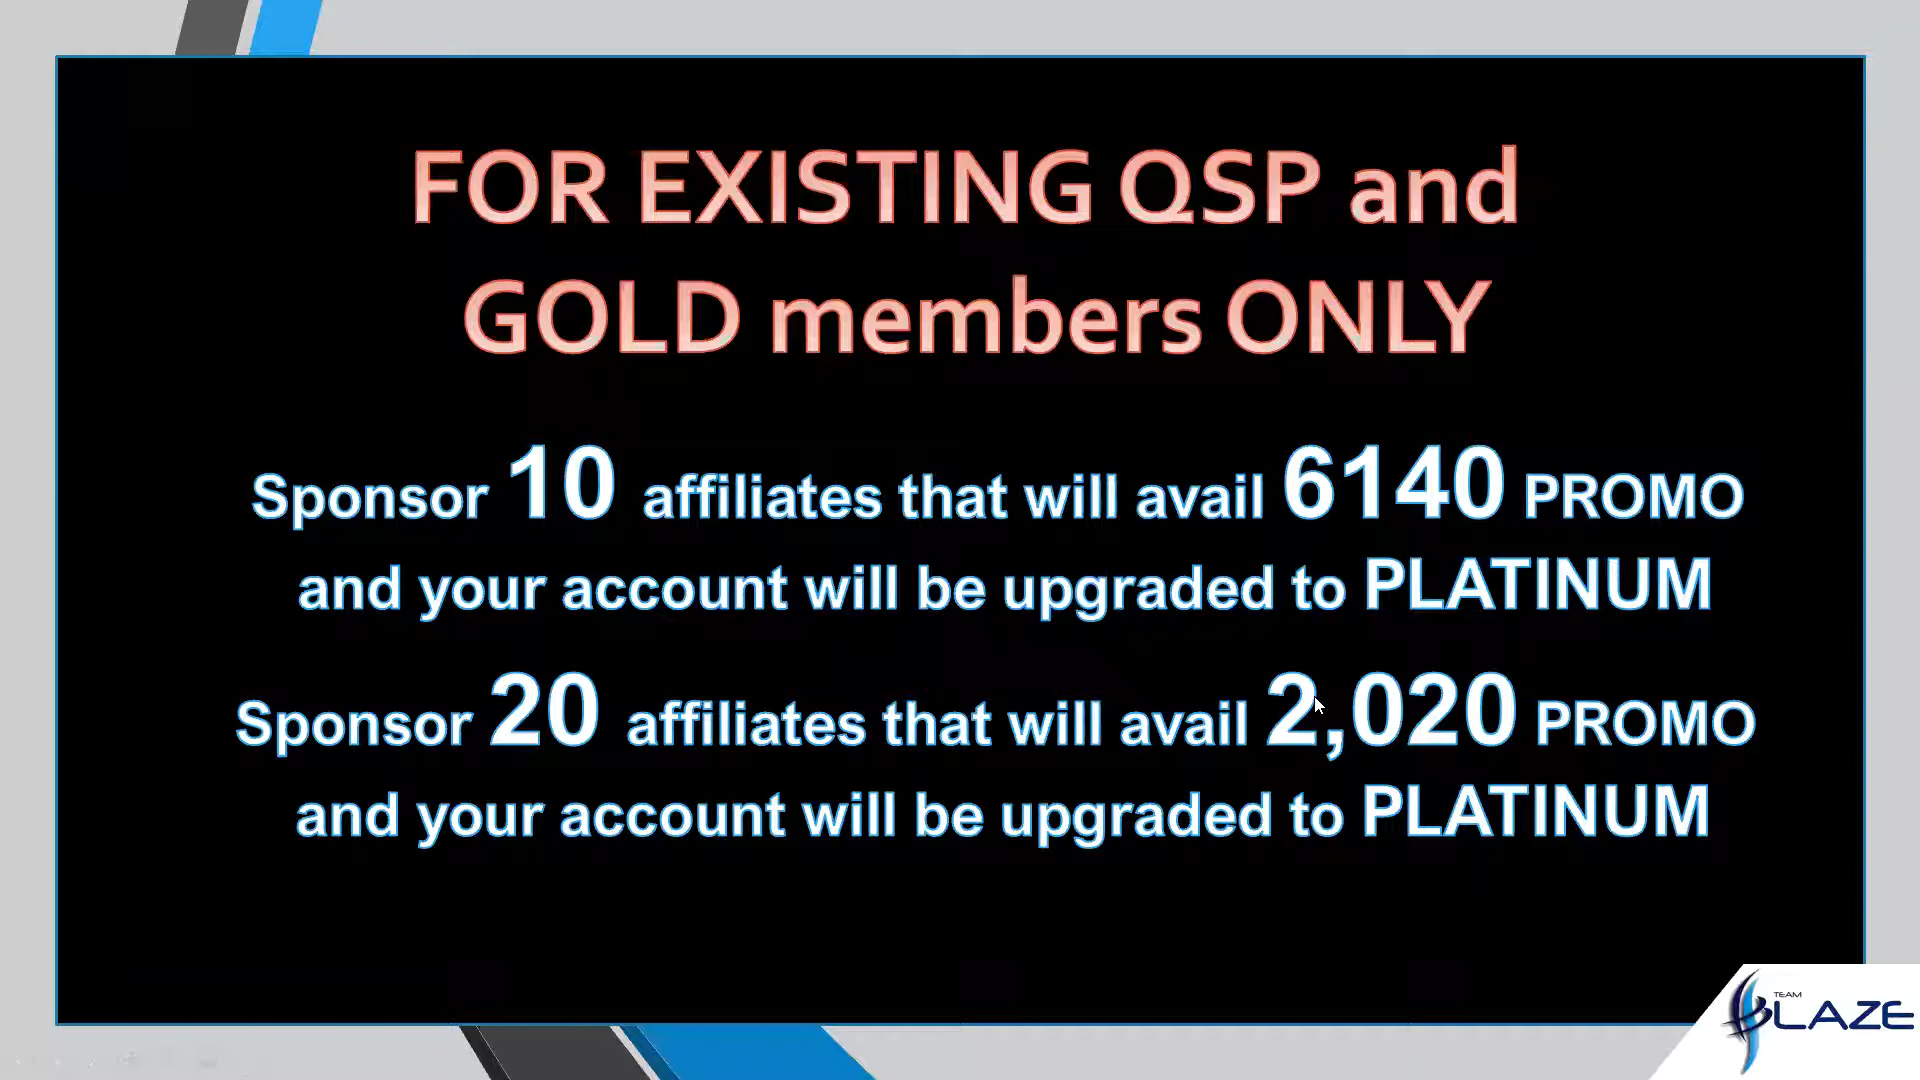 FOR EXISTING QSP and
GOLD members ONLY
Sponsor 10 affiliates that will avail 6140 PROMO
and your account will be upgraded to PLATINUM
Sponsor 20 affiliates that will avail 2,020 PROMO
and your account will be upgraded to PLATINUM
TEAM
BLAZE